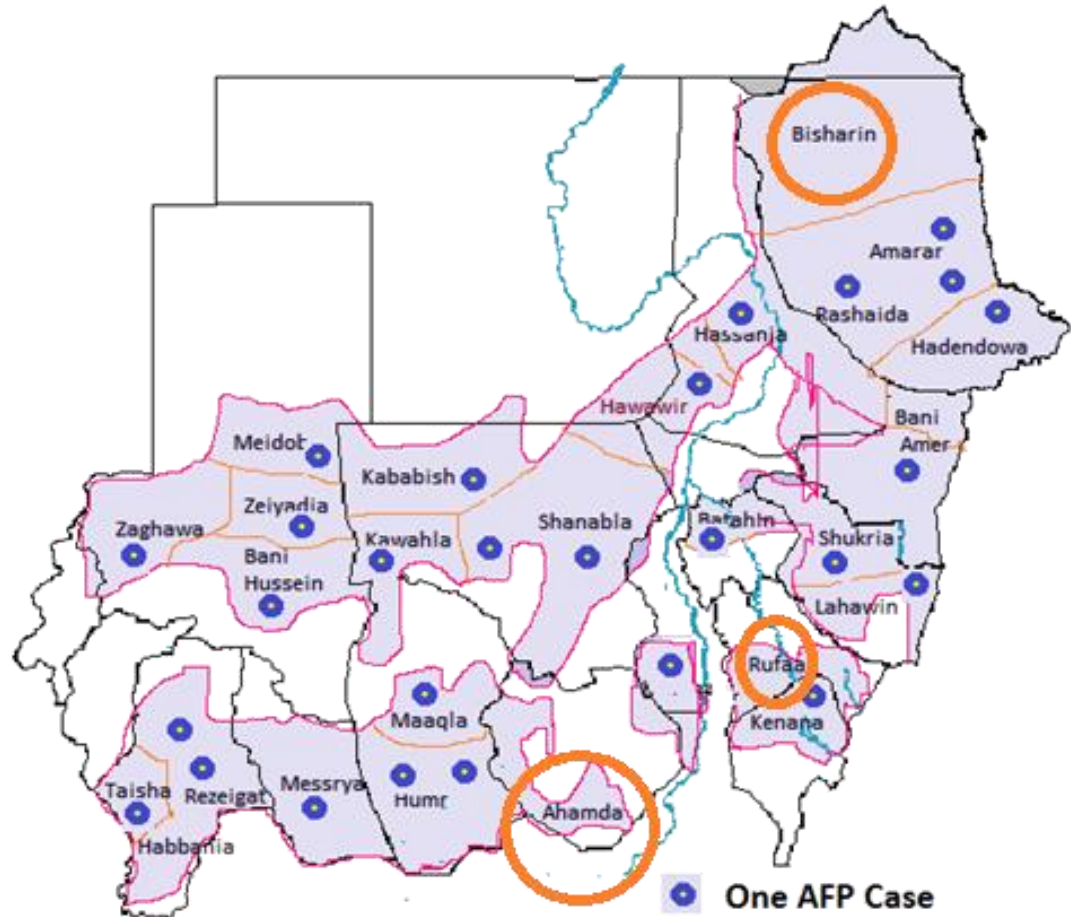 Bisharin
Amarar
Rashaida
Hassanja
Hadendowa
Hawawir
Bani
Amer
Meidob
Kababish
Zeiyadia
Shanabla
Batahin
Zaghawa
Kawahla
Shukria
Bani
Hussein
Lahawin
Rufaa
Maaqla
Kenana
Messrya
Taisha
Rezeigat
Humr
Ahamda
Habbania
One AFP Case